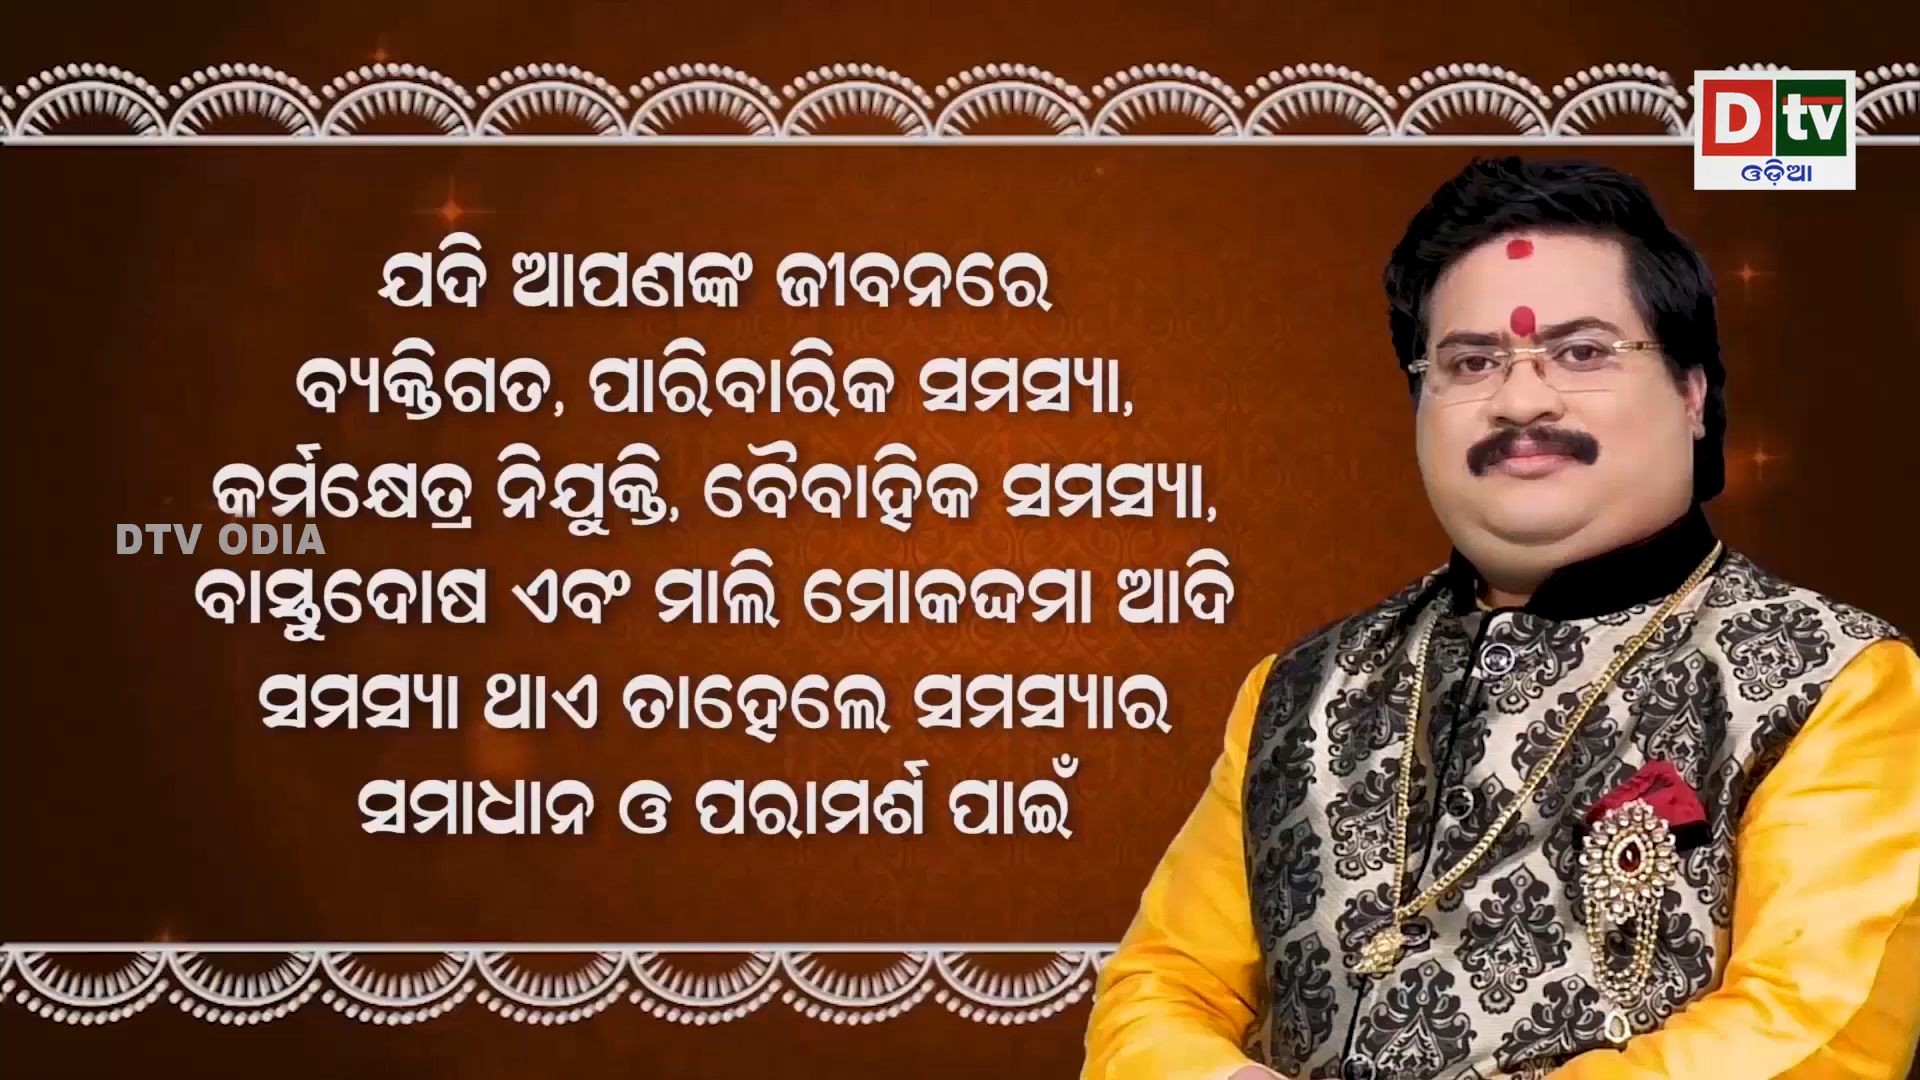 Dtv
ଓଡ଼ିଆ
ଯଦି ଆପଣଙ୍କ ଜୀବନରେ
ବ୍ୟକ୍ତିଗତ, ପାରିବାରିକ ସମସ୍ୟା,
କର୍ମକ୍ଷେତ୍ର ନିଯୁକ୍ତି, ବୈବାହିକ ସମସ୍ୟା,
DTV ODIA
ବାସ୍ତୁଦୋଷ ଏବଂ ମାଲି ମୋକଦ୍ଦମା ଆଦି
ସମସ୍ୟା ଥାଏ ତାହେଲେ ସମସ୍ୟାର
ସମାଧାନ ଓ ପରାମର୍ଶ ପାଇଁ